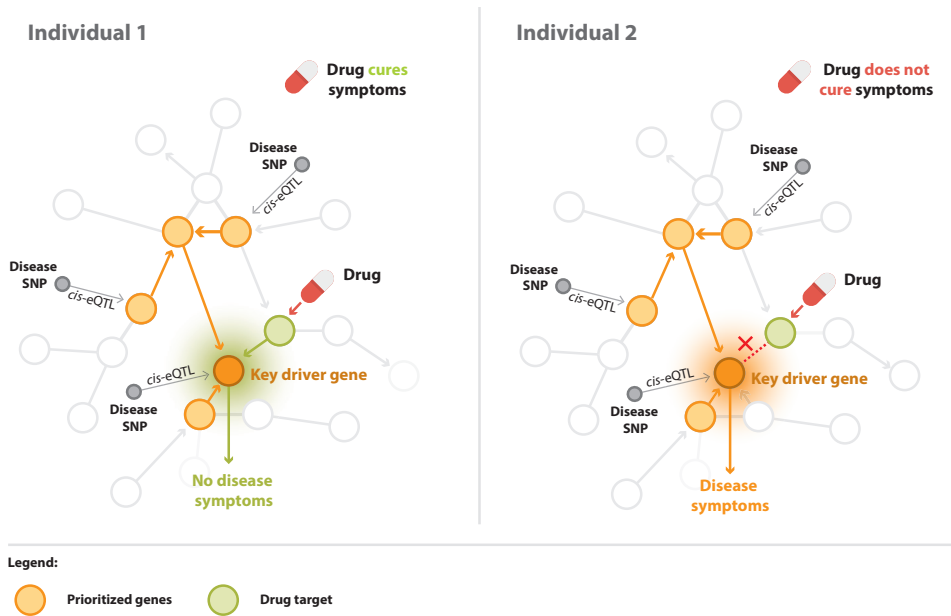 Individual 1
Drug cures
symptoms
Disease
SNP
cis-eQTL
Disease
SNP
cis-eQTL
Drug
cis-eQTL
Key driver gene
Disease
SNP
No disease
symptoms
Individual 2
Drug does not
cure symptoms
Disease
SNP
cis-eQTL
Disease
SNP
cis-eQTL
Drug
cis-eQTL
Key driver gene
Disease
SNP
Disease
symptoms
Legend:
Prioritized genes
Drug target